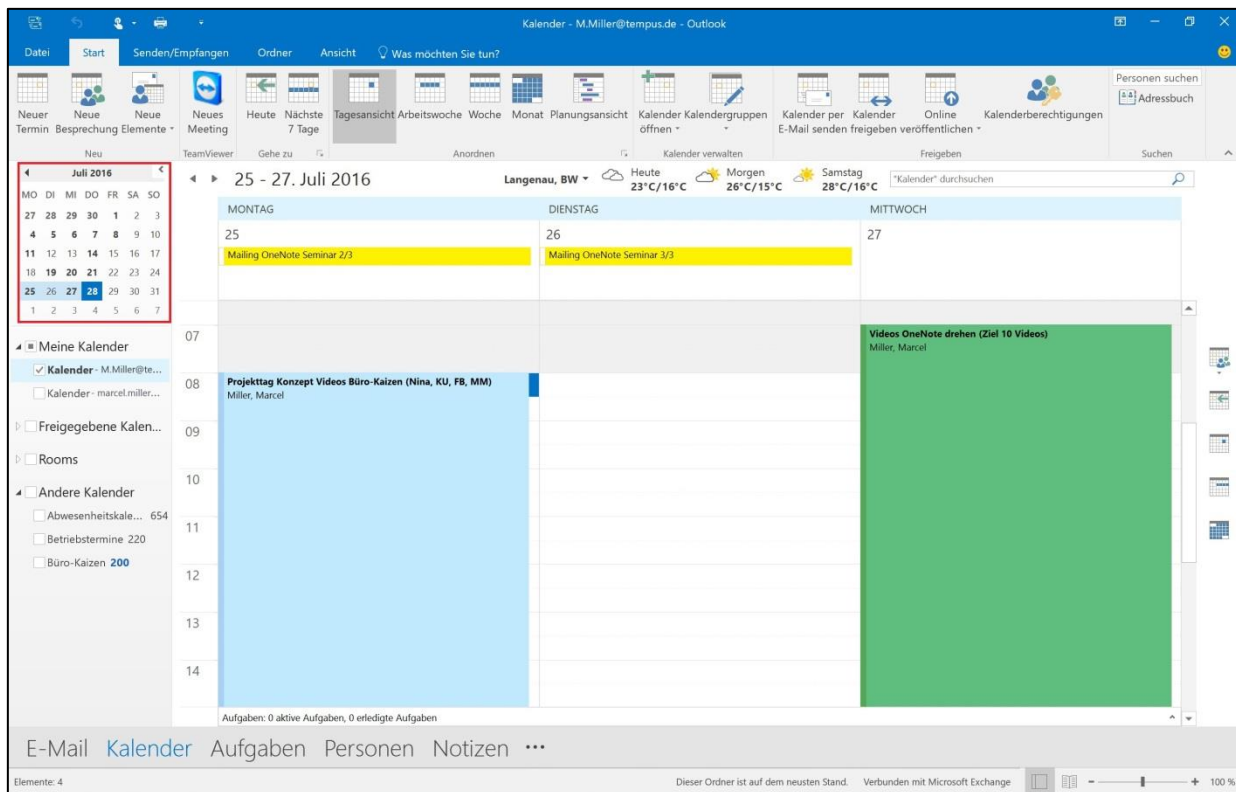 Kalender - M.Miller@tempus.de - Outlook
Datei Start Senden/Empfangen Ordner Ansicht Was möchten Sie tun?
Neuer Termin
Neue Besprechung
Neue Elemente
Neu
Neues Meeting
TeamViewer
Heute
Nächste 7 Tage
Gehe zu
Tagesansicht Arbeitswoche Woche Monat Planungsansicht
Anordnen
Kalender öffnen
Kalendergruppen
Kalender verwalten
Kalender per E-Mail senden
Kalender freigeben
Online veröffentlichen
Kalenderberechtigungen
Freigeben
Personen suchen
Adressbuch
Suchen
Juli 2016
MO DI MI DO FR SA SO
27 28 29 30 1 2 3
4 5 6 7 8 9 10
11 12 13 14 15 16 17
18 19 20 21 22 23 24
25 26 27 28 29 30 31
1 2 3 4 5 6 7
Meine Kalender
Kalender - M.Miller@te...
Kalender - marcel.miller...
Freigegebene Kalen...
Rooms
Andere Kalender
Abwesenheitskale... 654
Betriebstermine 220
Büro-Kaizen 200
25 - 27. Juli 2016
Langenau, BW
Heute
23°C/16°C
Morgen
26°C/15°C
Samstag
28°C/16°C
"Kalender" durchsuchen
MONTAG DIENSTAG MITTWOCH
25 26 27
Mailing OneNote Seminar 2/3
Mailing OneNote Seminar 3/3
07
Videos OneNote drehen (Ziel 10 Videos)
Miller, Marcel
08
Projekttag Konzept Videos Büro-Kaizen (Nina, KU, FB, MM)
Miller, Marcel
09
10
11
12
13
14
Aufgaben: 0 aktive Aufgaben, 0 erledigte Aufgaben
E-Mail Kalender Aufgaben Personen Notizen •••
Elemente: 4
Dieser Ordner ist auf dem neusten Stand.
Verbunden mit Microsoft Exchange
100 %